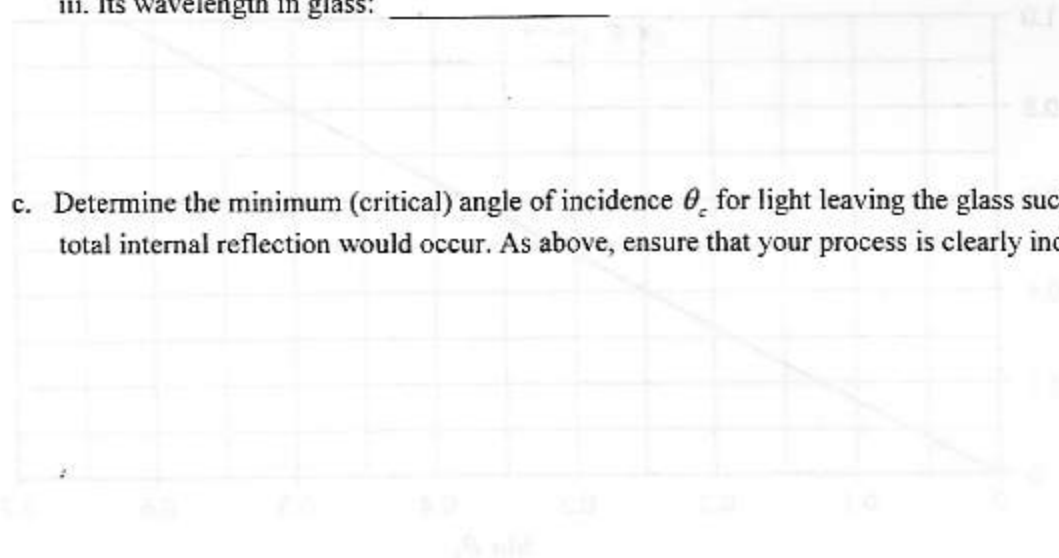 iii. Its wavelength in glass:
c. Determine the minimum (critical) angle of incidence θc for light leaving the glass suc
total internal reflection would occur. As above, ensure that your process is clearly inc